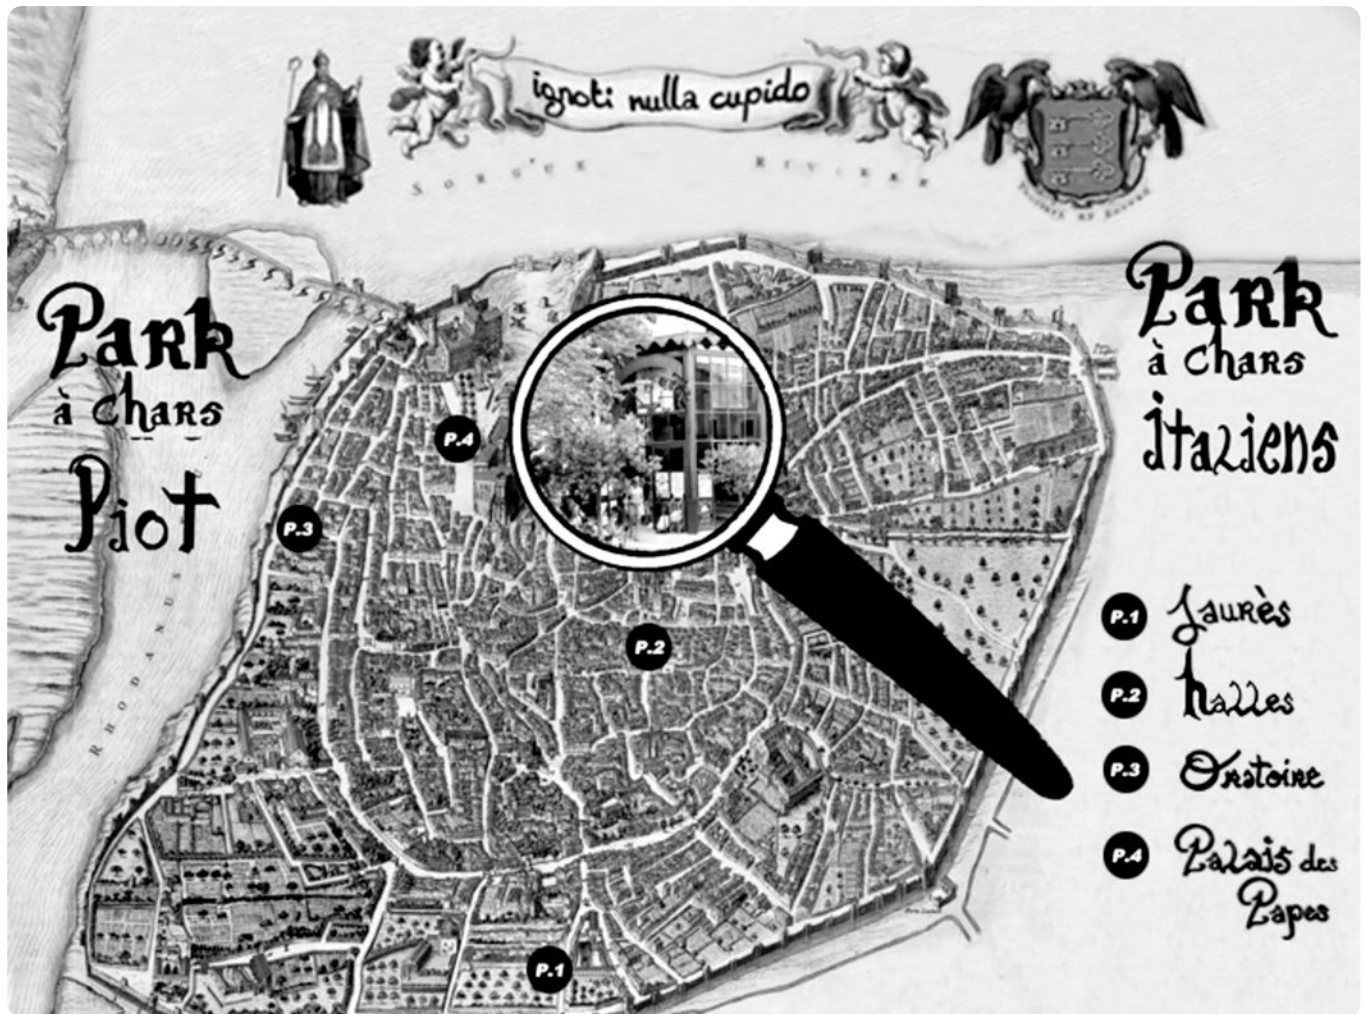 ignoti nulla cupido
SORGUE RIVIERE
Park
à chars
Piot
Park
à chars
italiens
P.4
P.3
P.2
P.1
P.1 Jaurès
P.2 halles
P.3 Oratoire
P.4 Palais des
Papes
RHODANUS